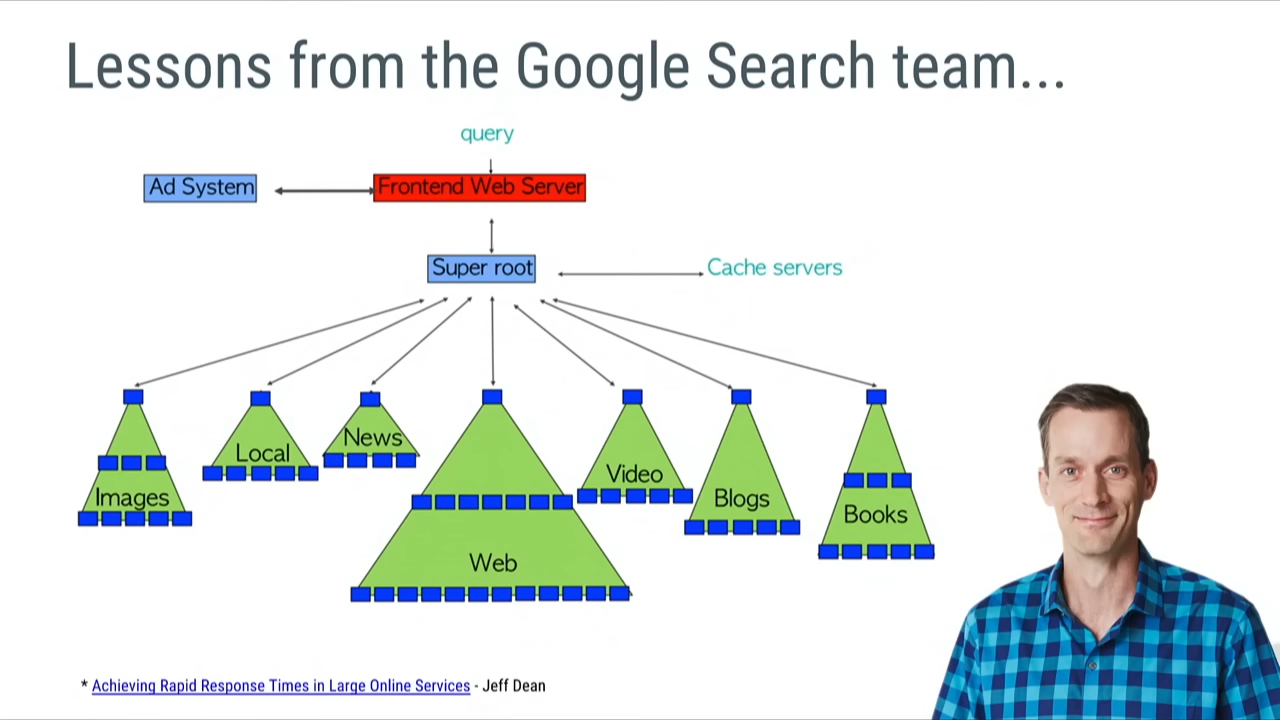 Lessons from the Google Search team...
query
Ad System
Frontend Web Server
Super root
Cache servers
Images
Local
News
Web
Video
Blogs
Books
* Achieving Rapid Response Times in Large Online Services - Jeff Dean